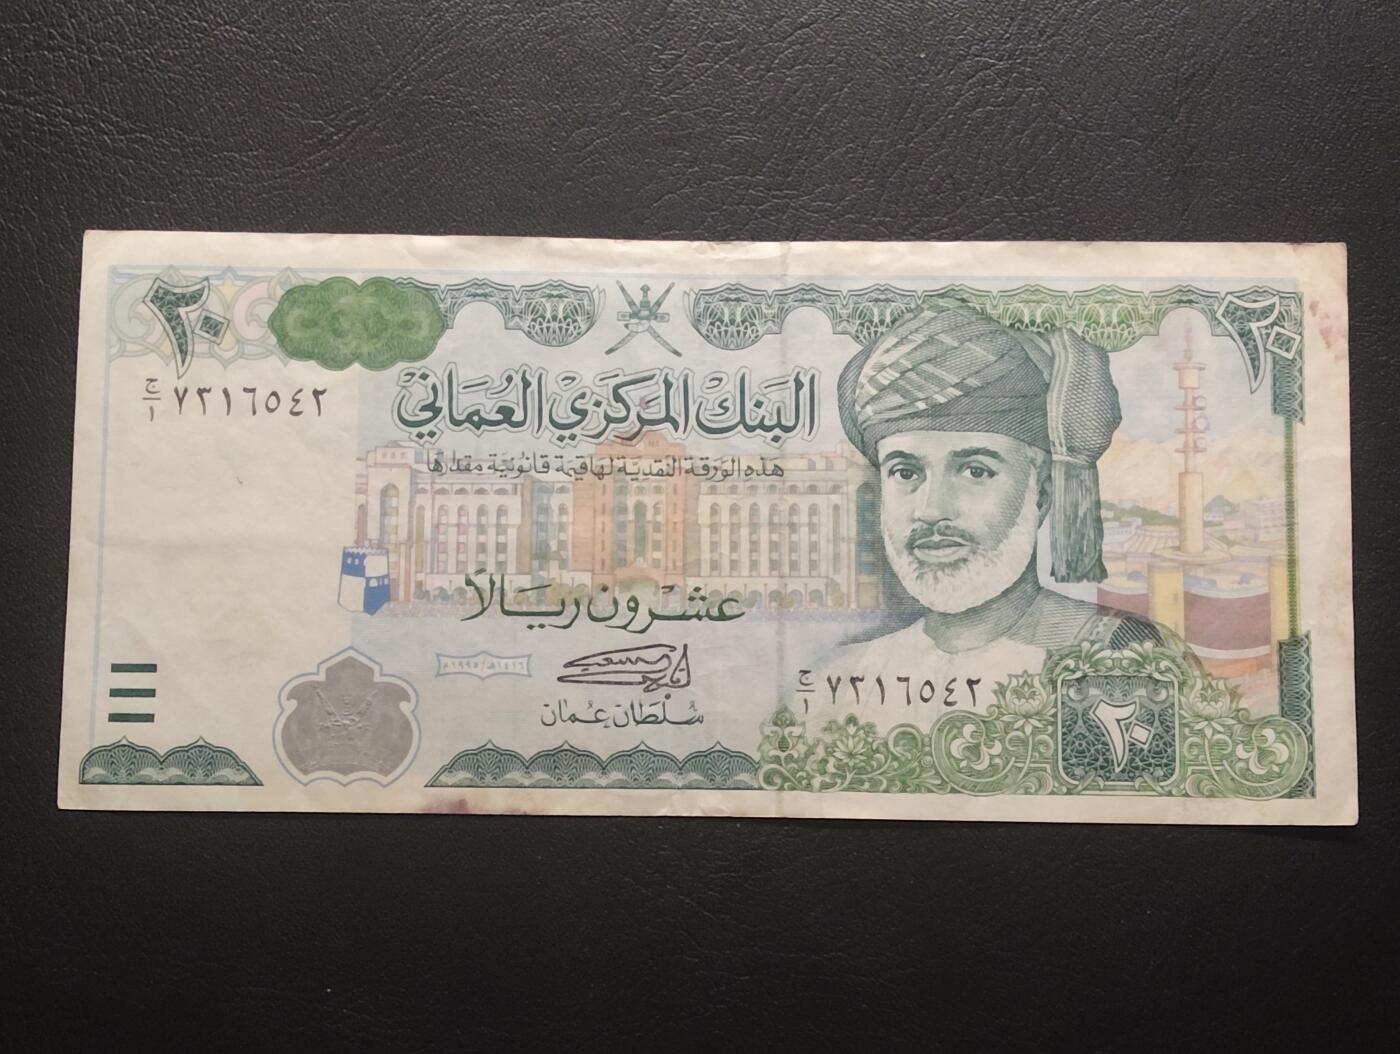 ٢٠
٢٠
ج/١ ٧٣١٦٥٤٢
البنك المركزي العماني
هذه الورقة النقدية لها قيمة قانونية مقدارها
عشرون ريالا
١٤١٦هـ/١٩٩٥م
سلطان عمان
ج/١ ٧٣١٦٥٤٢
٢٠